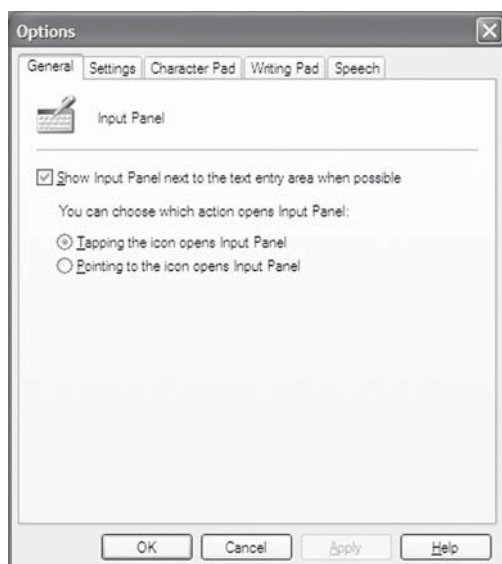 Options
General Settings Character Pad Writing Pad Speech
Input Panel
Show Input Panel next to the text entry area when possible
You can choose which action opens Input Panel:
Tapping the icon opens Input Panel
Pointing to the icon opens Input Panel
OK Cancel Apply Help